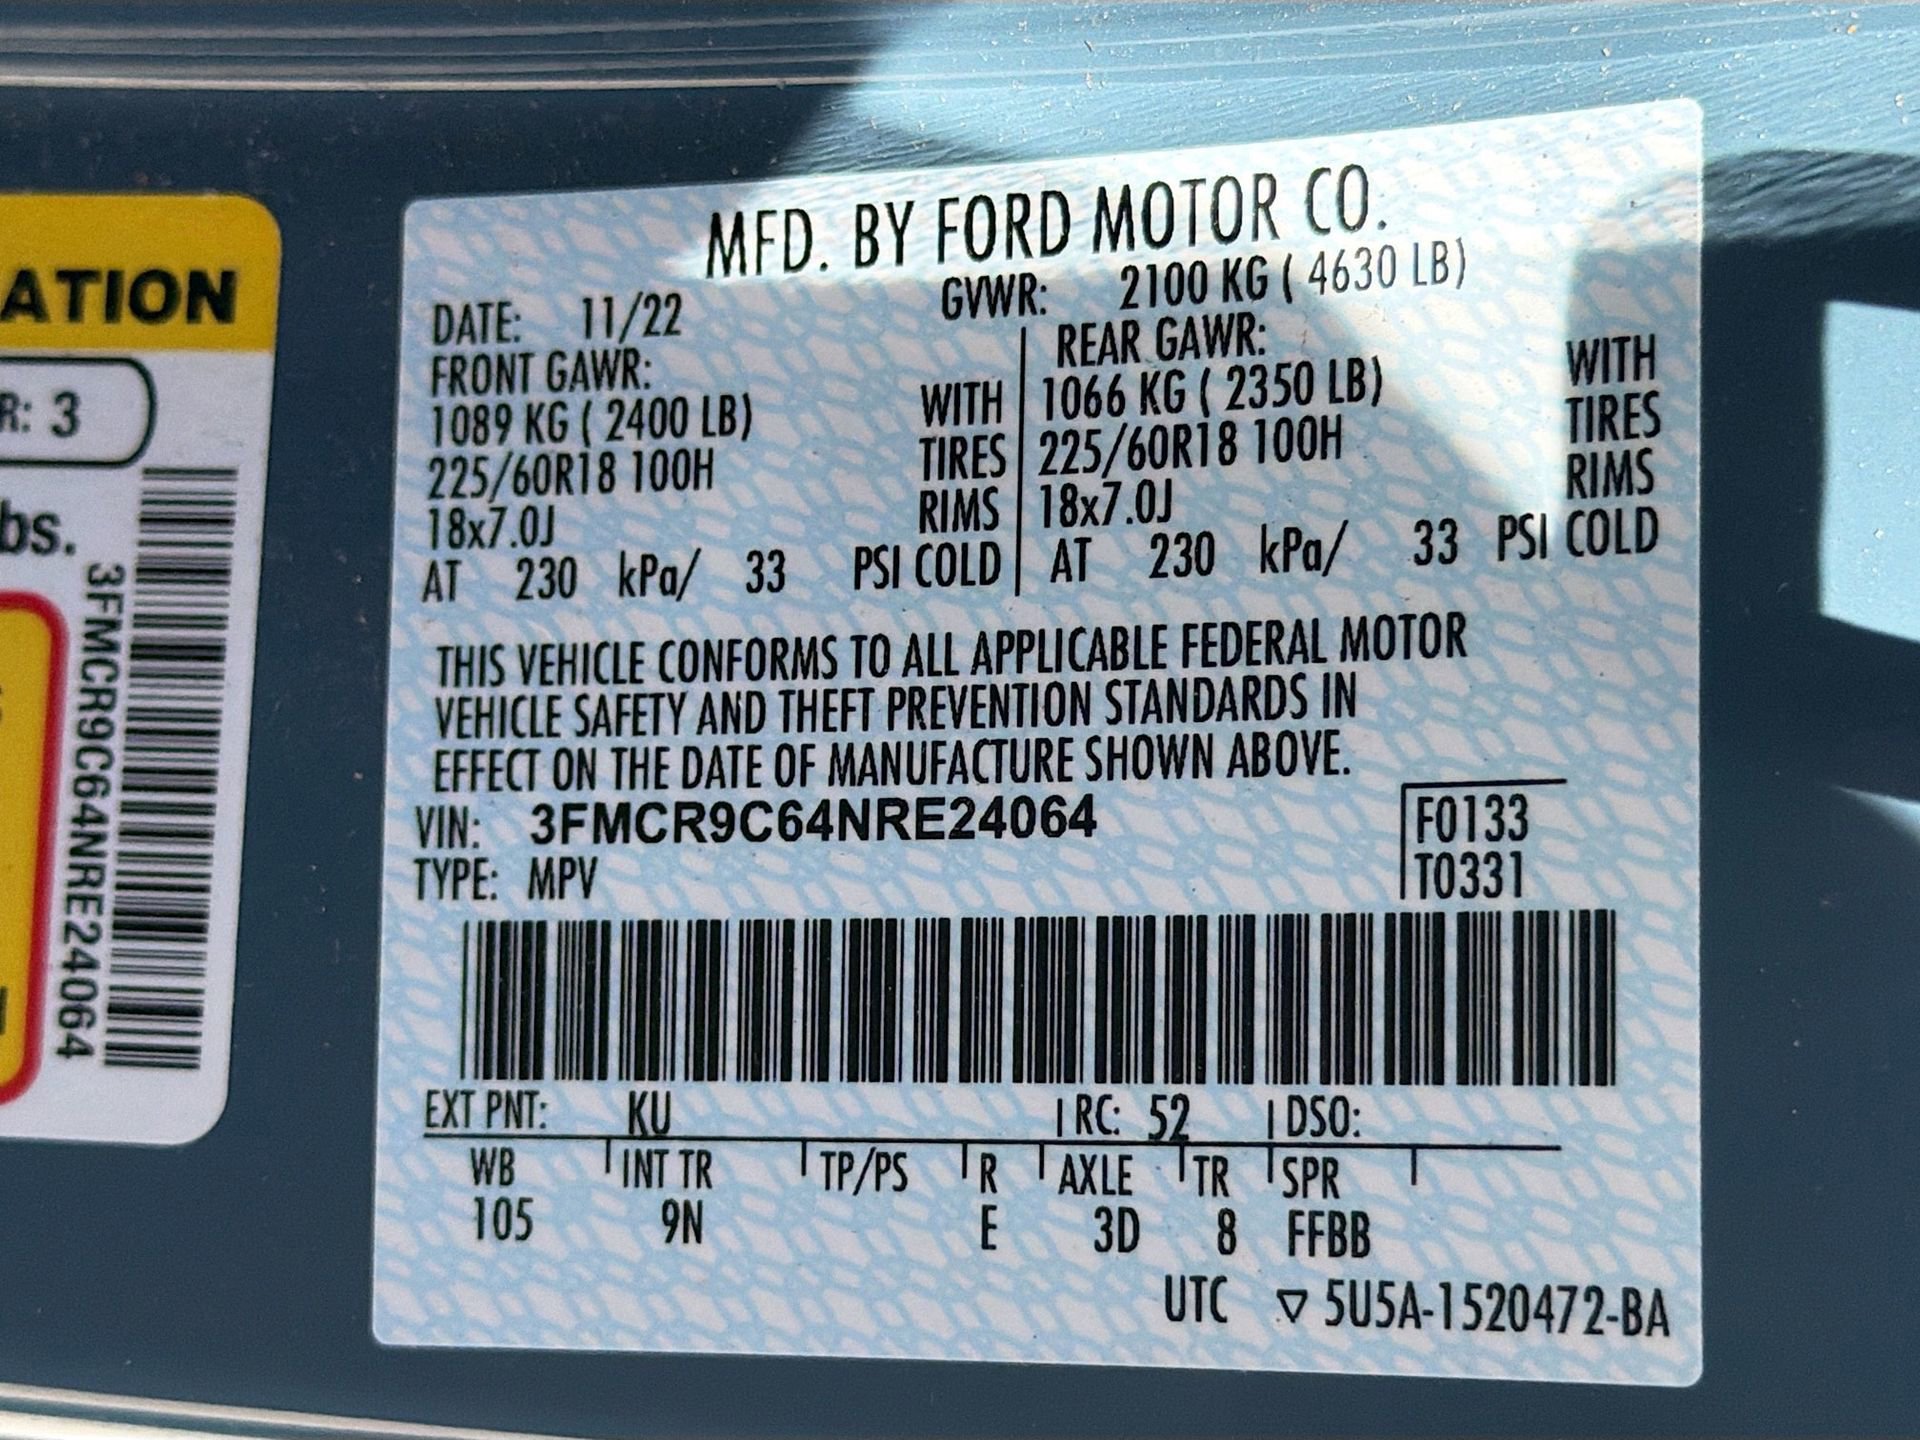 ATION
R: 3
bs.
3FMCR9C64NRE24064
MFD. BY FORD MOTOR CO.
DATE: 11/22 GVWR: 2100 KG ( 4630 LB)
FRONT GAWR: REAR GAWR:
1089 KG ( 2400 LB) WITH 1066 KG ( 2350 LB) WITH
225/60R18 100H TIRES 225/60R18 100H TIRES
18x7.0J RIMS 18x7.0J RIMS
AT 230 kPa/ 33 PSI COLD AT 230 kPa/ 33 PSI COLD
THIS VEHICLE CONFORMS TO ALL APPLICABLE FEDERAL MOTOR
VEHICLE SAFETY AND THEFT PREVENTION STANDARDS IN
EFFECT ON THE DATE OF MANUFACTURE SHOWN ABOVE.
VIN: 3FMCR9C64NRE24064 F0133
TYPE: MPV T0331
EXT PNT: KU RC: 52 DSO:
WB INT TR TP/PS R AXLE TR SPR
105 9N E 3D 8 FFBB
UTC ▽ 5U5A-1520472-BA